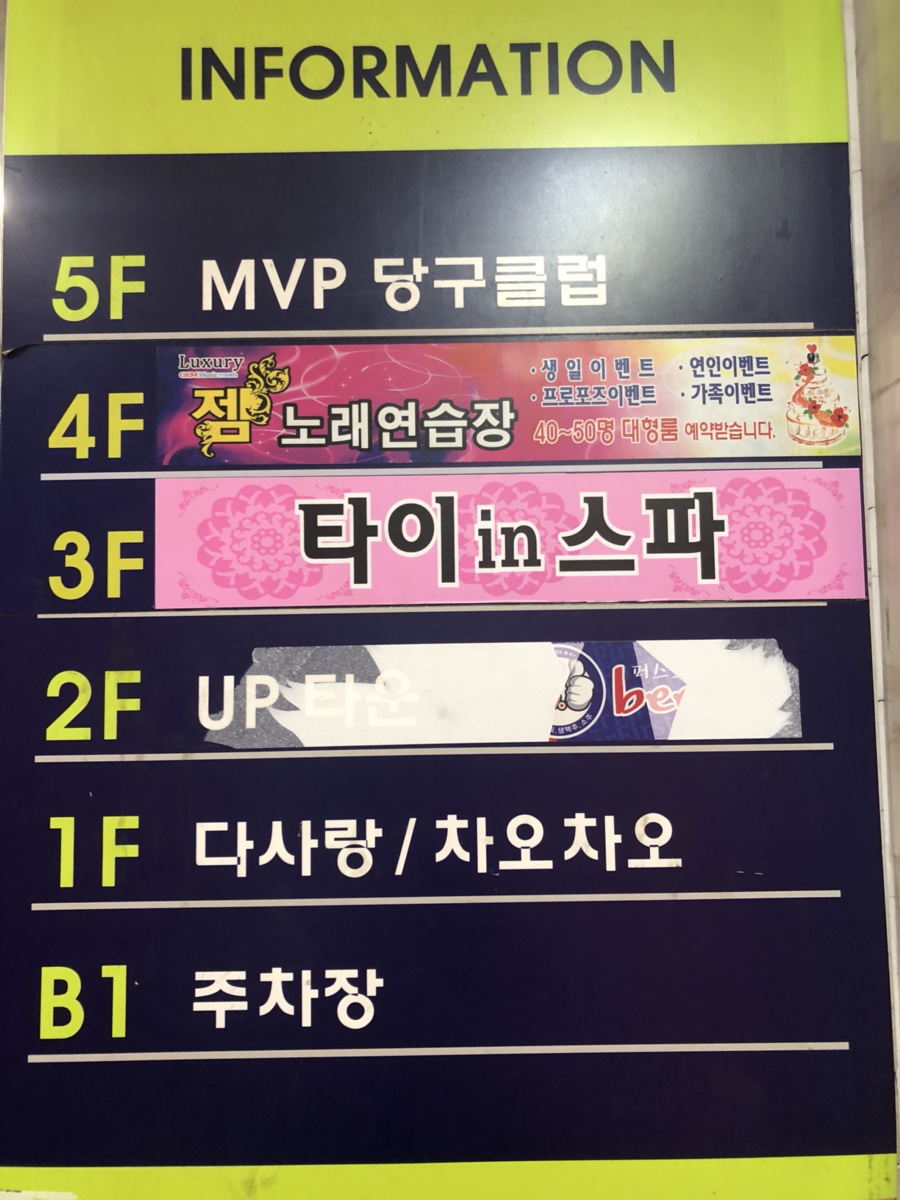 INFORMATION
5F MVP 당구클럽
4F Luxury 젬 노래연습장
·생일이벤트 ·연인이벤트
·프로포즈이벤트 ·가족이벤트
40~50명 대형룸 예약받습니다.
3F 타이 in 스파
2F UP 타운
1F 다사랑 / 차오차오
B1 주차장